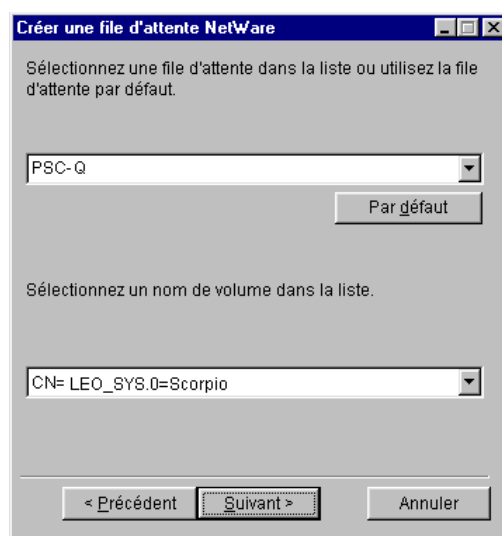 Créer une file d'attente NetWare
Sélectionnez une file d'attente dans la liste ou utilisez la file
d'attente par défaut.
PSC-Q
Par défaut
Sélectionnez un nom de volume dans la liste.
CN= LEO_SYS.0=Scorpio
< Précédent
Suivant >
Annuler